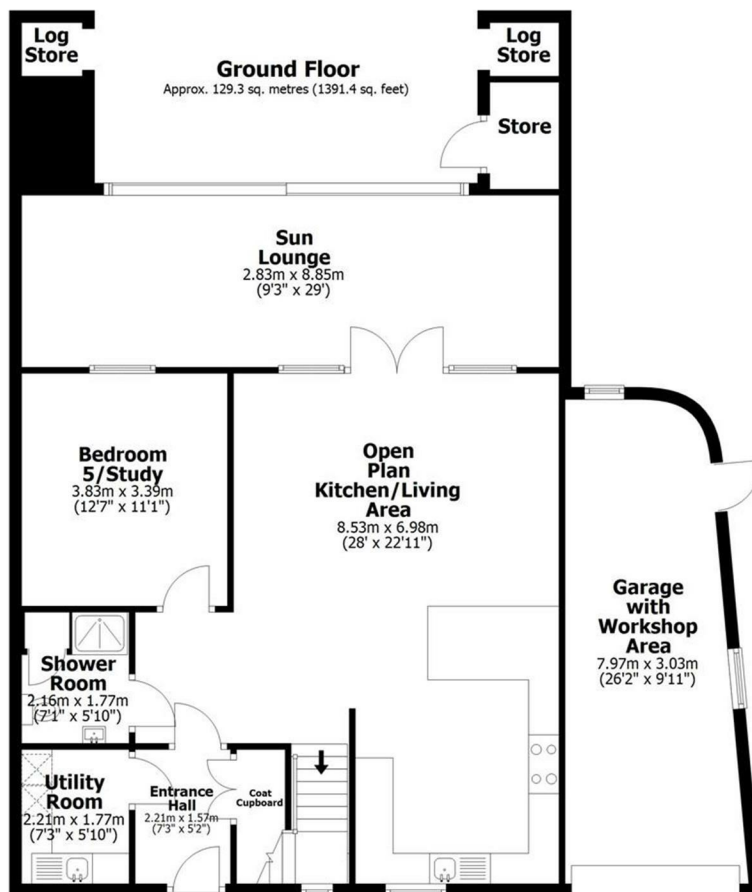 Log
Store
Log
Store
Ground Floor
Approx. 129.3 sq. metres (1391.4 sq. feet)
Store
Sun
Lounge
2.83m x 8.85m
(9'3" x 29')
Bedroom
5/Study
3.83m x 3.39m
(12'7" x 11'1")
Open
Plan
Kitchen/Living
Area
8.53m x 6.98m
(28' x 22'11")
Garage
with
Workshop
Area
7.97m x 3.03m
(26'2" x 9'11")
Shower
Room
2.16m x 1.77m
(7'1" x 5'10")
Utility
Room
2.21m x 1.77m
(7'3" x 5'10")
Entrance
Hall
2.21m x 1.57m
(7'3" x 5'2")
Coat
Cupboard